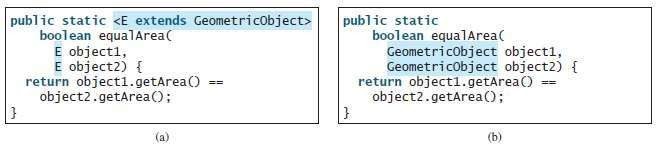 public static <E extends GeometricObject>
boolean equalArea(
E object1,
E object2) {
return object1.getArea() ==
object2.getArea();
}
(a)
public static
boolean equalArea(
GeometricObject object1,
GeometricObject object2) {
return object1.getArea() ==
object2.getArea();
}
(b)